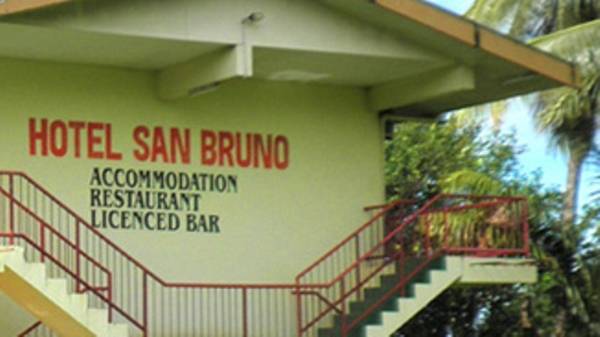 HOTEL SAN BRUNO
ACCOMMODATION
RESTAURANT
LICENCED BAR